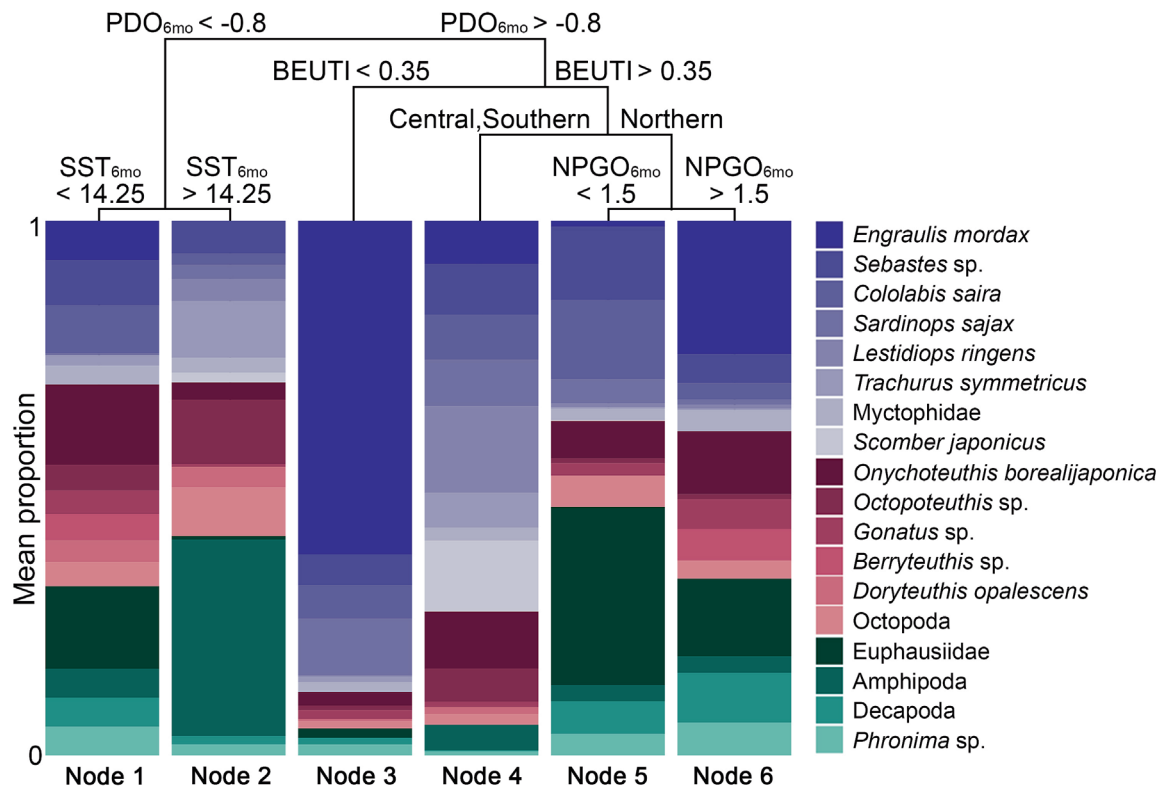 PDO6mo < -0.8
PDO6mo > -0.8
BEUTI < 0.35
BEUTI > 0.35
Central,Southern
Northern
SST6mo
< 14.25
SST6mo
> 14.25
NPGO6mo
< 1.5
NPGO6mo
> 1.5
1
Mean proportion
0
Node 1
Node 2
Node 3
Node 4
Node 5
Node 6
Engraulis mordax
Sebastes sp.
Cololabis saira
Sardinops sajax
Lestidiops ringens
Trachurus symmetricus
Myctophidae
Scomber japonicus
Onychoteuthis borealijaponica
Octopoteuthis sp.
Gonatus sp.
Berryteuthis sp.
Doryteuthis opalescens
Octopoda
Euphausiidae
Amphipoda
Decapoda
Phronima sp.